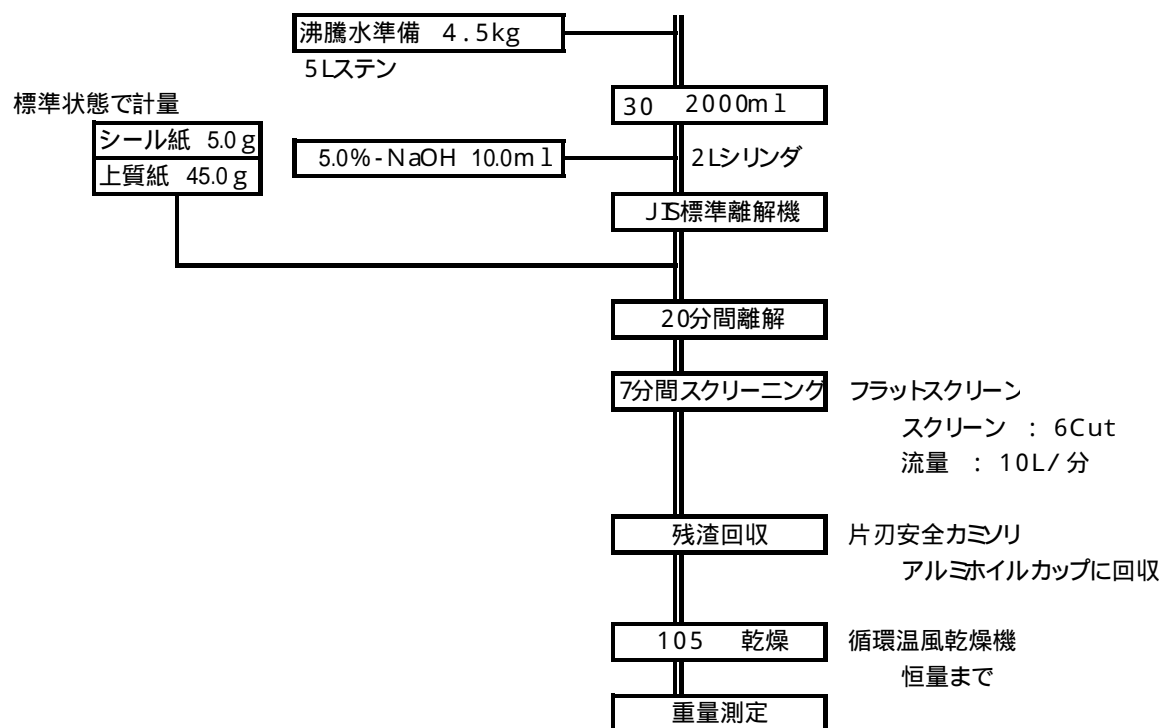 沸騰水準備 4.5kg
5Lステン
標準状態で計量
シール紙 5.0g
上質紙 45.0g
30 2000ml
5.0%-NaOH 10.0ml
2Lシリンダ
JIS標準離解機
20分間離解
7分間スクリーニング
フラットスクリーン
スクリーン : 6Cut
流量 : 10L/分
残渣回収
片刃安全カミソリ
アルミホイルカップに回収
105 乾燥
循環温風乾燥機
恒量まで
重量測定